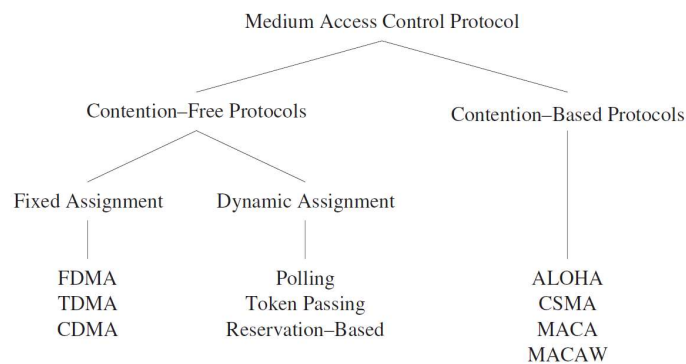 Medium Access Control Protocol
Contention–Free Protocols
Contention–Based Protocols
Fixed Assignment
Dynamic Assignment
FDMA
TDMA
CDMA
Polling
Token Passing
Reservation–Based
ALOHA
CSMA
MACA
MACAW